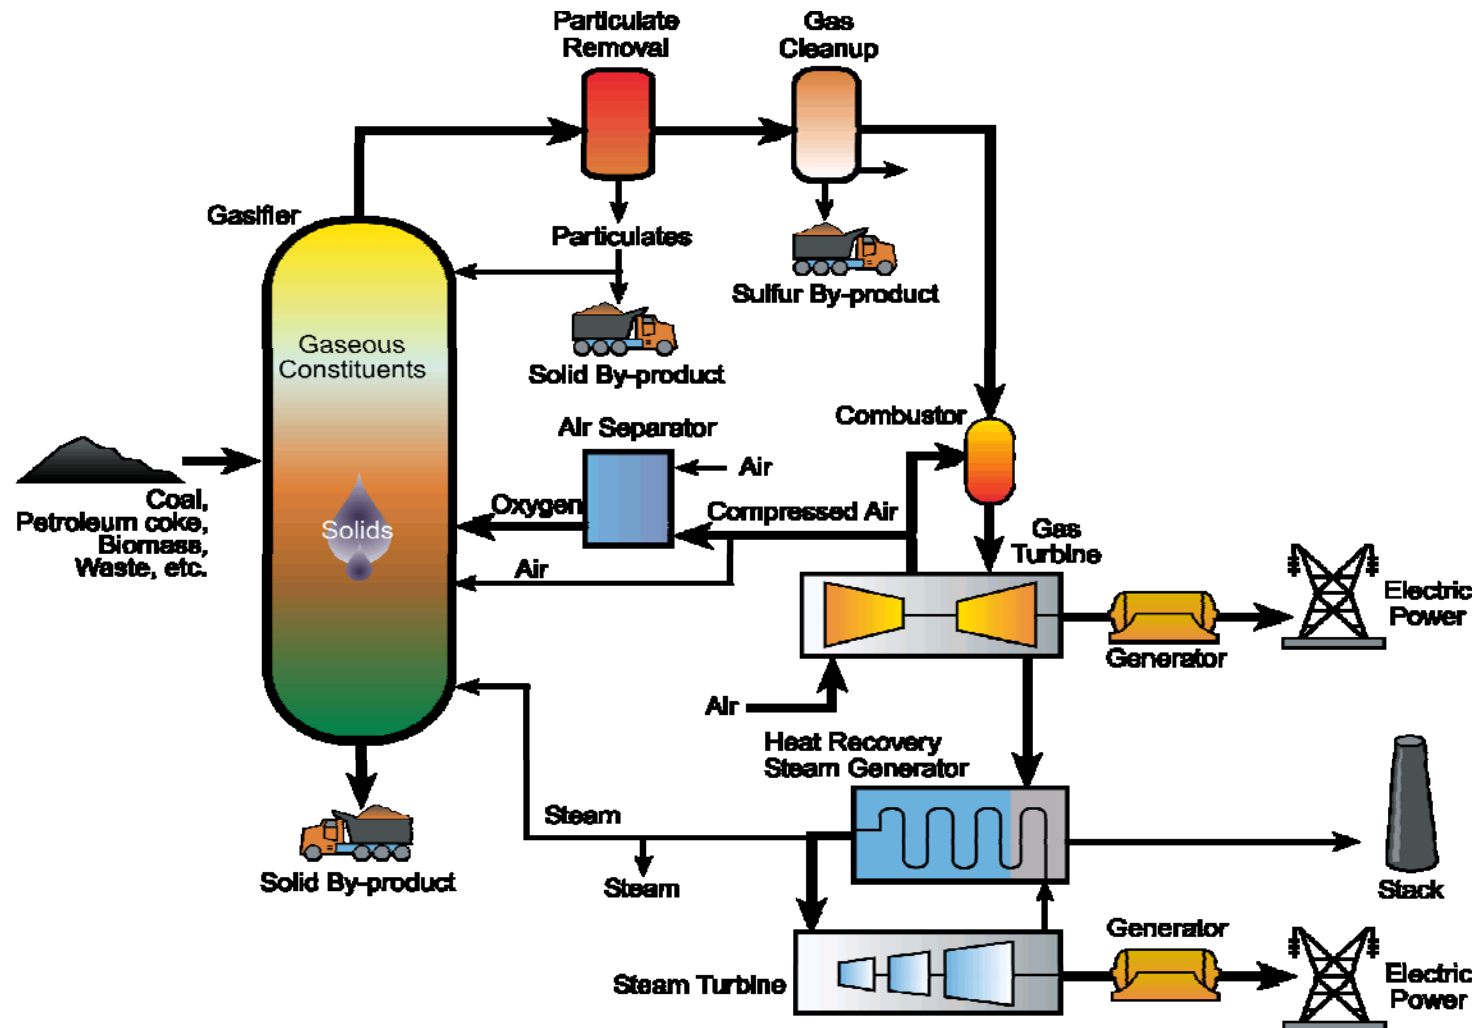 Particulate
Removal
Gas
Cleanup
Gasifier
Particulates
Sulfur By-product
Solid By-product
Gaseous
Constituents
Combustor
Air Separator
Air
Coal,
Petroleum coke,
Biomass,
Waste, etc.
Solids
Oxygen
Compressed Air
Air
Gas
Turbine
Electric
Power
Generator
Air
Heat Recovery
Steam Generator
Steam
Steam
Solid By-product
Stack
Generator
Steam Turbine
Electric
Power